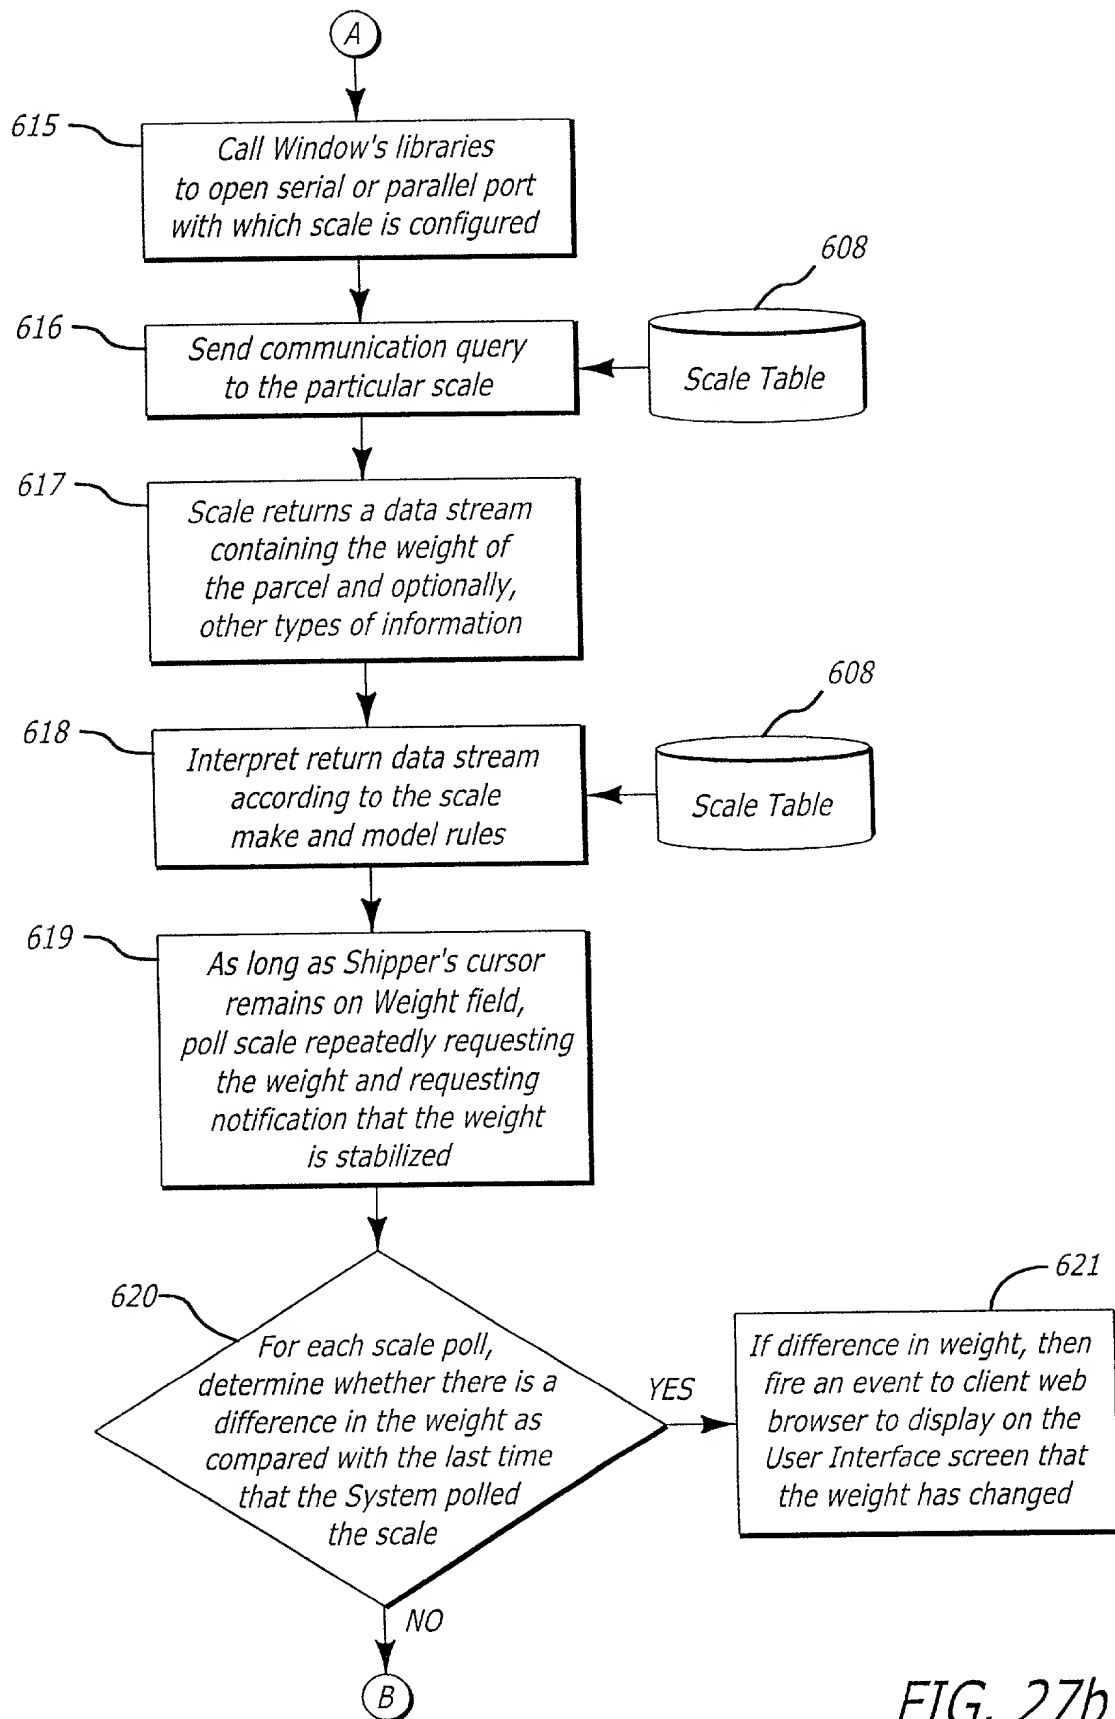 A
615
Call Window's libraries
to open serial or parallel port
with which scale is configured
608
616
Send communication query
to the particular scale
Scale Table
617
Scale returns a data stream
containing the weight of
the parcel and optionally,
other types of information
608
618
Interpret return data stream
according to the scale
make and model rules
Scale Table
619
As long as Shipper's cursor
remains on Weight field,
poll scale repeatedly requesting
the weight and requesting
notification that the weight
is stabilized
620
For each scale poll,
determine whether there is a
difference in the weight as
compared with the last time
that the System polled
the scale
YES
621
If difference in weight, then
fire an event to client web
browser to display on the
User Interface screen that
the weight has changed
NO
B
FIG. 27b